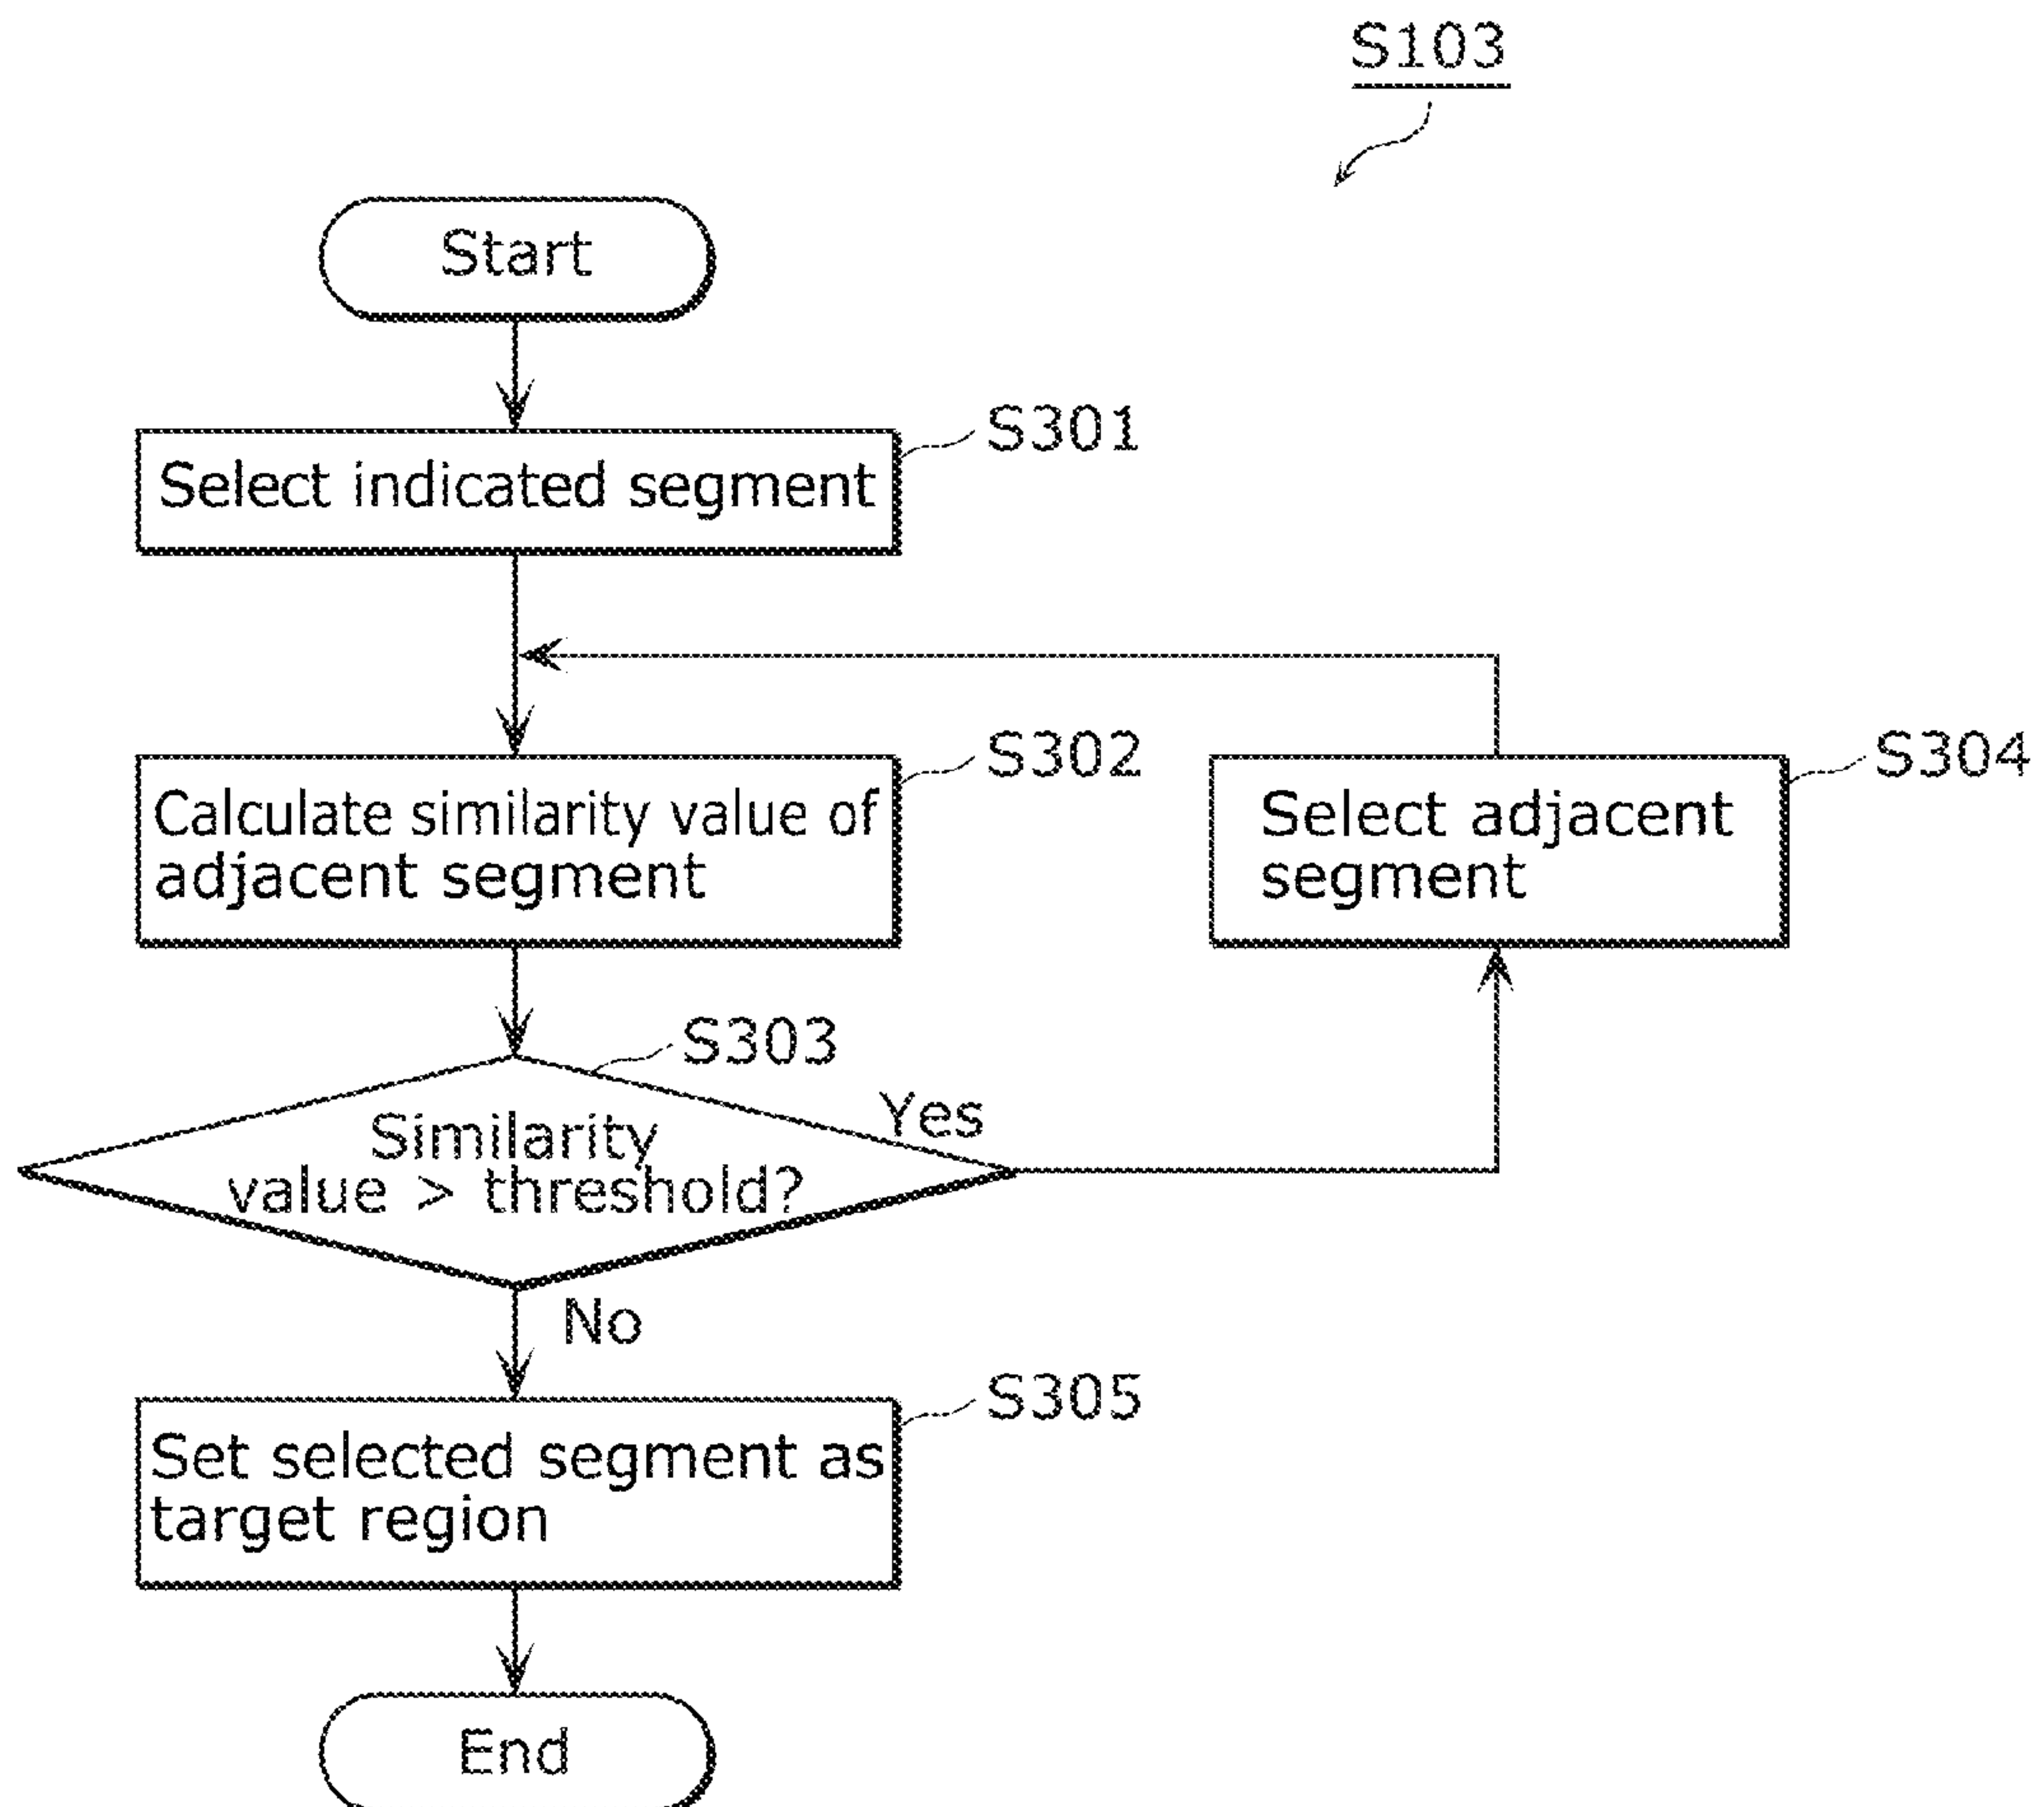 S103
Start
S301
Select indicated segment
S302
Calculate similarity value of
adjacent segment
S304
Select adjacent
segment
S303
Similarity
value > threshold?
Yes
No
S305
Set selected segment as
target region
End